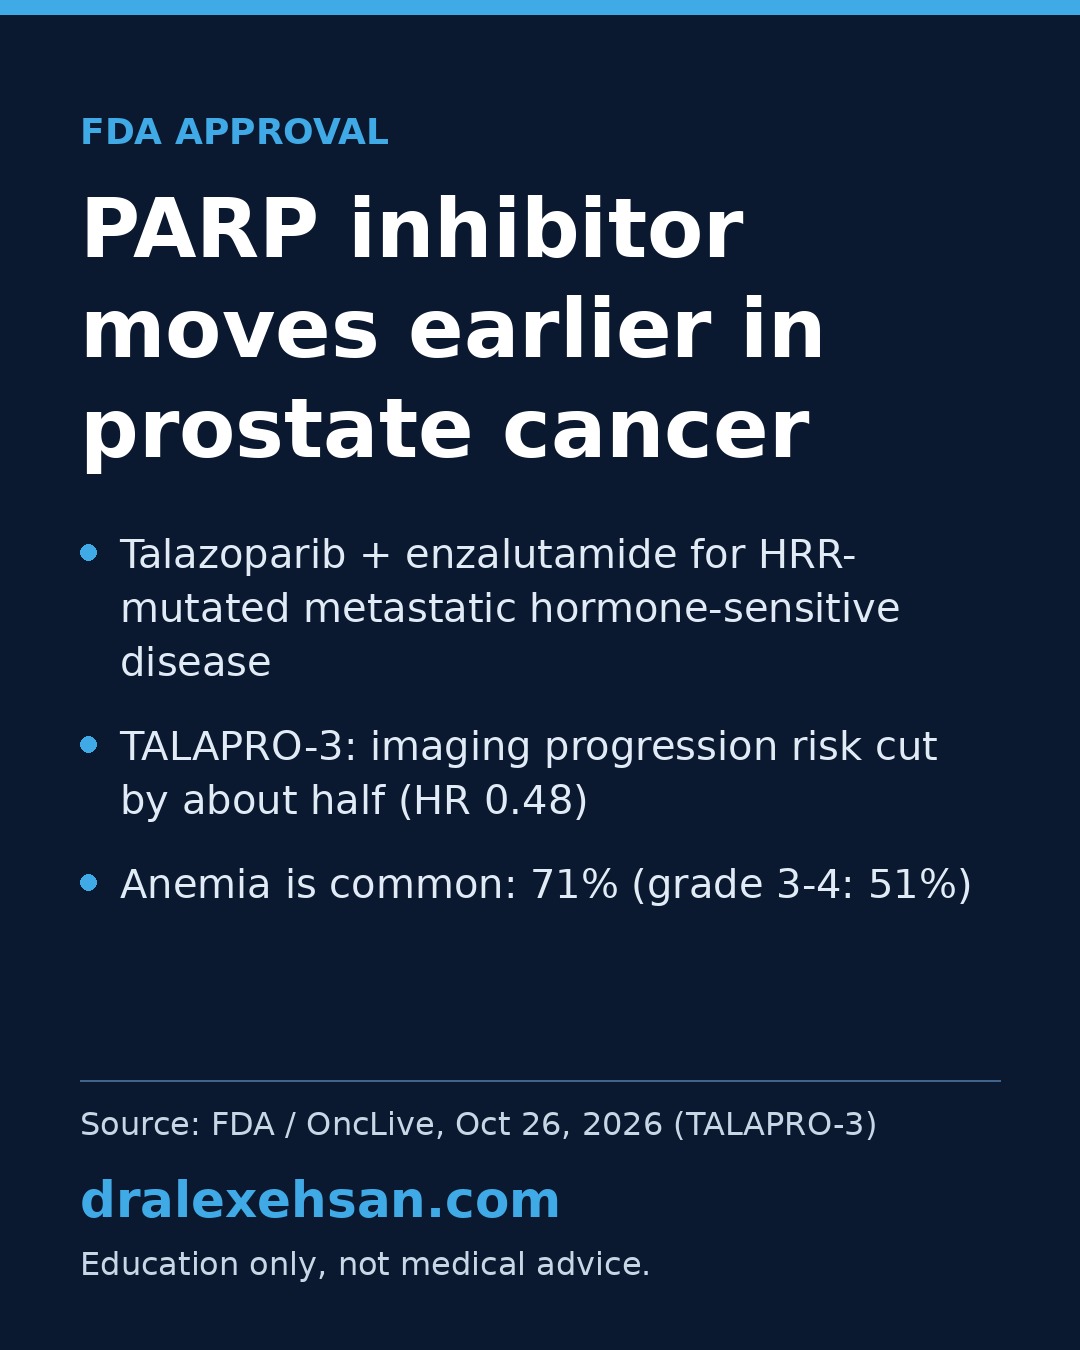 FDA APPROVAL
PARP inhibitor
moves earlier in
prostate cancer
• Talazoparib + enzalutamide for HRR-
mutated metastatic hormone-sensitive
disease
• TALAPRO-3: imaging progression risk cut
by about half (HR 0.48)
• Anemia is common: 71% (grade 3-4: 51%)
Source: FDA / OncLive, Oct 26, 2026 (TALAPRO-3)
dralexehsan.com
Education only, not medical advice.